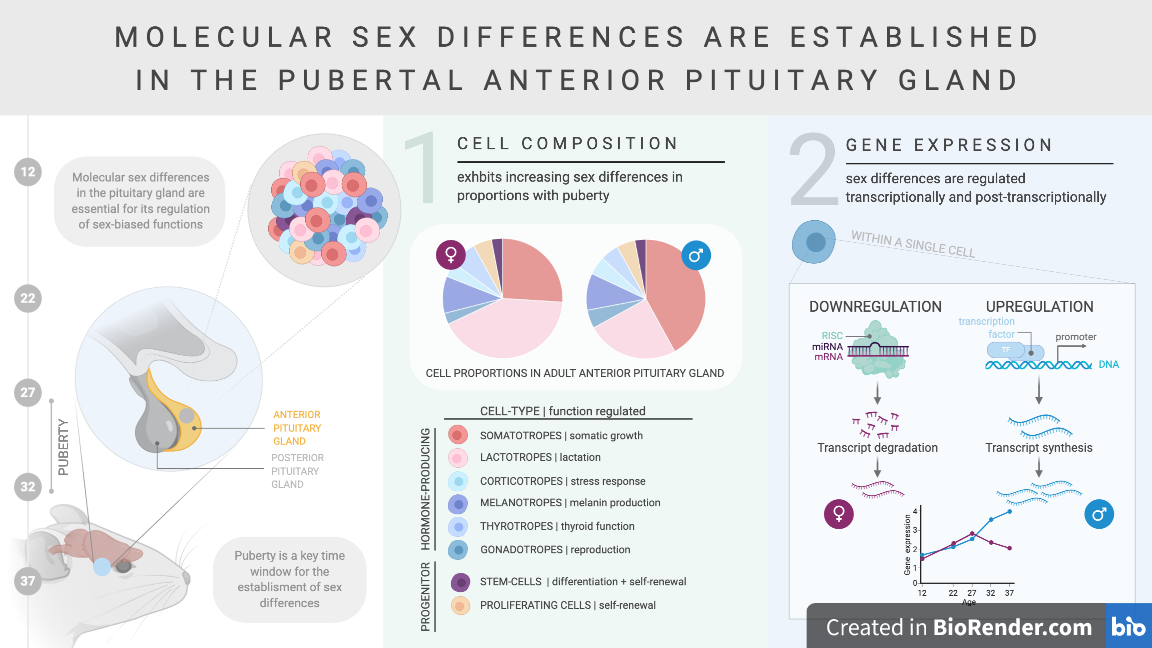 MOLECULAR SEX DIFFERENCES ARE ESTABLISHED
IN THE PUBERTAL ANTERIOR PITUITARY GLAND
12
22
27
32
37
PUBERTY
Molecular sex differences
in the pituitary gland are
essential for its regulation
of sex-biased functions
ANTERIOR
PITUITARY
GLAND
POSTERIOR
PITUITARY
GLAND
Puberty is a key time
window for the
establisment of sex
differences
1
CELL COMPOSITION
exhbits increasing sex differences in
proportions with puberty
♀
♂
CELL PROPORTIONS IN ADULT ANTERIOR PITUITARY GLAND
CELL-TYPE | function regulated
HORMONE-PRODUCING
SOMATOTROPES | somatic growth
LACTOTROPES | lactation
CORTICOTROPES | stress response
MELANOTROPES | melanin production
THYROTROPES | thyroid function
GONADOTROPES | reproduction
PROGENITOR
STEM-CELLS | differentiation + self-renewal
PROLIFERATING CELLS | self-renewal
2
GENE EXPRESSION
sex differences are regulated
transcriptionally and post-transcriptionally
WITHIN A SINGLE CELL
DOWNREGULATION
RISC
miRNA
mRNA
Transcript degradation
♀
UPREGULATION
transcription
factor
TF
promoter
DNA
Transcript synthesis
♂
Gene expression
4
3
2
1
0
12 22 27 32 37
Age
Created in BioRender.com bio